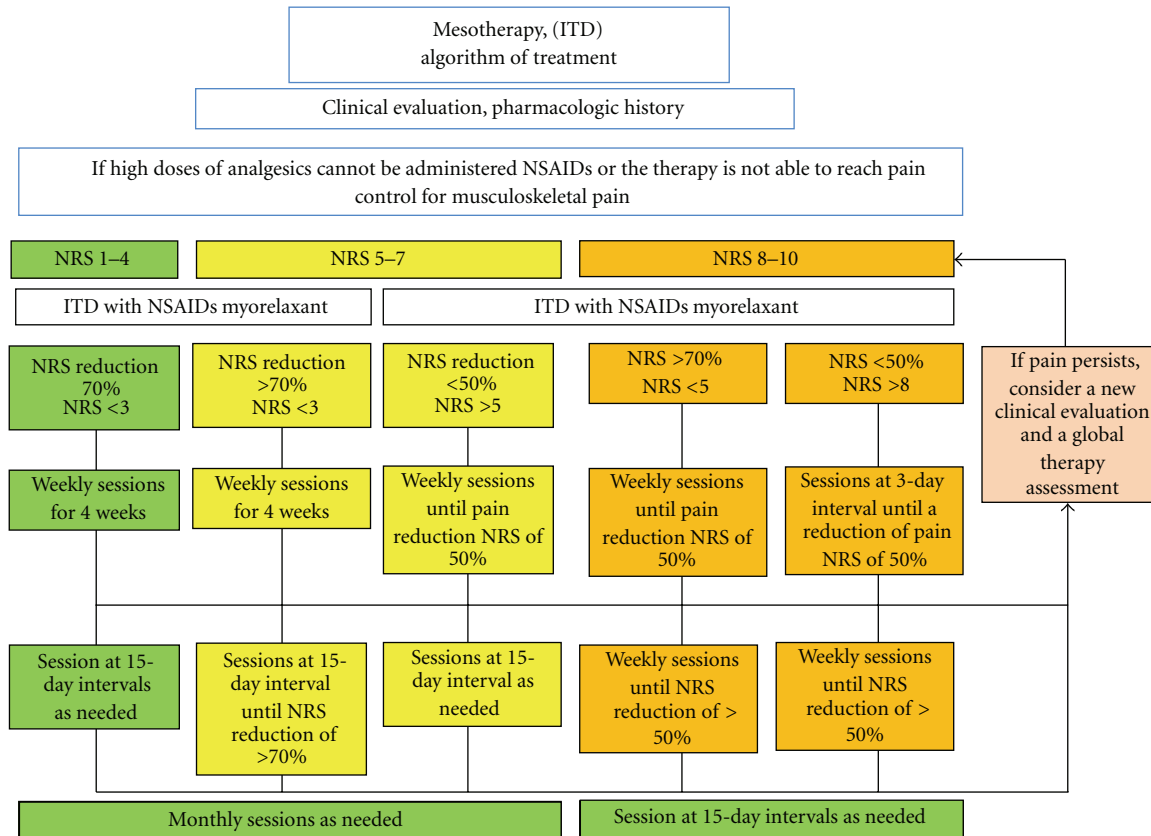 Mesotherapy, (ITD)
algorithm of treatment
Clinical evaluation, pharmacologic history
If high doses of analgesics cannot be administered NSAIDs or the therapy is not able to reach pain
control for musculoskeletal pain
NRS 1–4
NRS 5–7
NRS 8–10
ITD with NSAIDs myorelaxant
ITD with NSAIDs myorelaxant
NRS reduction
70%
NRS <3
NRS reduction
>70%
NRS <3
NRS reduction
<50%
NRS >5
NRS >70%
NRS <5
NRS <50%
NRS >8
If pain persists,
consider a new
clinical evaluation
and a global
therapy
assessment
Weekly sessions
for 4 weeks
Weekly sessions
for 4 weeks
Weekly sessions
until pain
reduction NRS of
50%
Weekly sessions
until pain
reduction NRS of
50%
Sessions at 3-day
interval until a
reduction of pain
NRS of 50%
Session at 15-
day intervals
as needed
Sessions at 15-
day interval
until NRS
reduction of
>70%
Sessions at 15-
day interval as
needed
Weekly sessions
until NRS
reduction of >
50%
Weekly sessions
until NRS
reduction of >
50%
Monthly sessions as needed
Session at 15-day intervals as needed